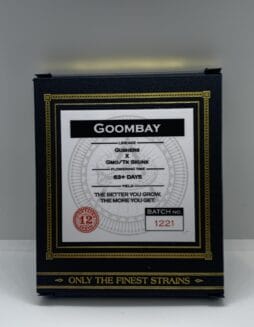 GOOMBAY
LINEAGE
GUSHERS
X
GMO/TK SKUNK
FLOWERING TIME
63+ DAYS
YIELD
THE BETTER YOU GROW,
THE MORE YOU GET.
12
BATCH NO.
1221
ONLY THE FINEST STRAINS